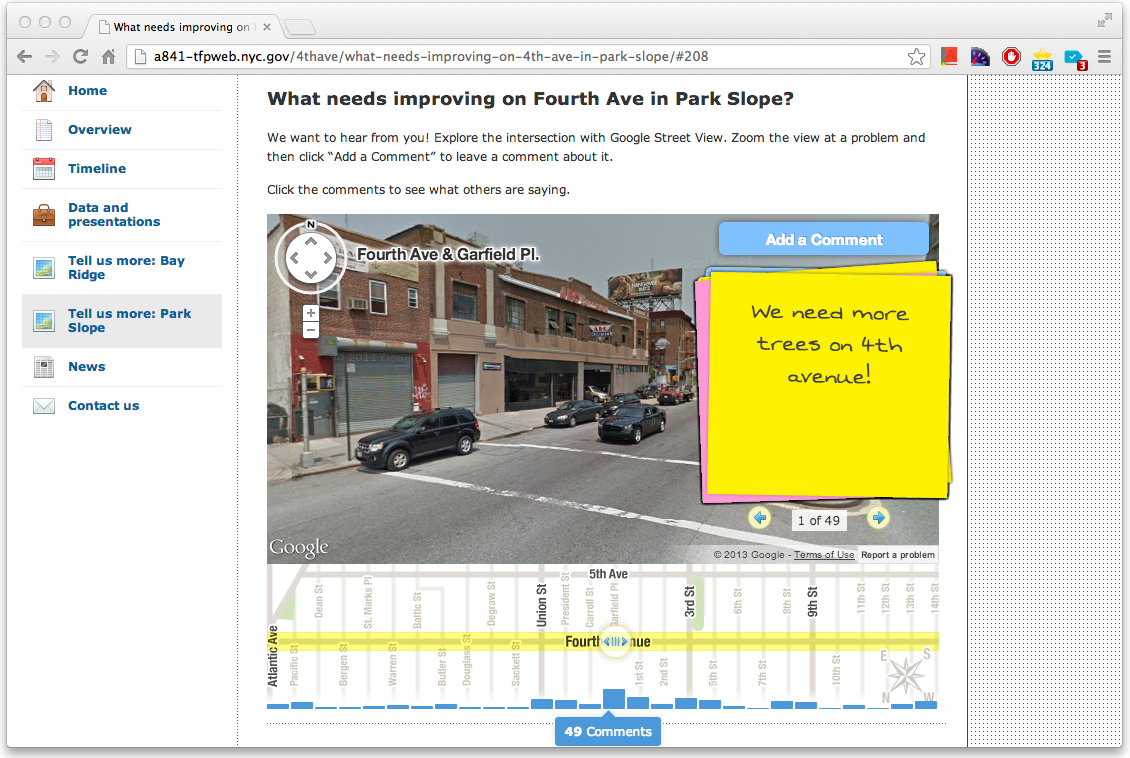 What needs improving on F
a841-tfpweb.nyc.gov/4thave/what-needs-improving-on-4th-ave-in-park-slope/#208
324
3
Home
Overview
Timeline
Data and
presentations
Tell us more: Bay
Ridge
Tell us more: Park
Slope
News
Contact us
What needs improving on Fourth Ave in Park Slope?
We want to hear from you! Explore the intersection with Google Street View. Zoom the view at a problem and
then click “Add a Comment” to leave a comment about it.
Click the comments to see what others are saying.
N
Fourth Ave & Garfield Pl.
+
−
Add a Comment
We need more
trees on 4th
avenue!
1 of 49
HANGOVER
ABC
Google
© 2013 Google - Terms of Use
Report a problem
5th Ave
Dean St
St. Marks Pl
Baltic St
Degraw St
Union St
President St
Carroll St
Garfield Pl
3rd St
6th St
8th St
9th St
11th St
12th St
13th St
14th St
Fourth
nue
Atlantic Ave
Pacific St
Bergen St
Warren St
Butler St
Douglass St
Sackett St
1st St
2nd St
5th St
7th St
10th St
E
S
N
W
49 Comments